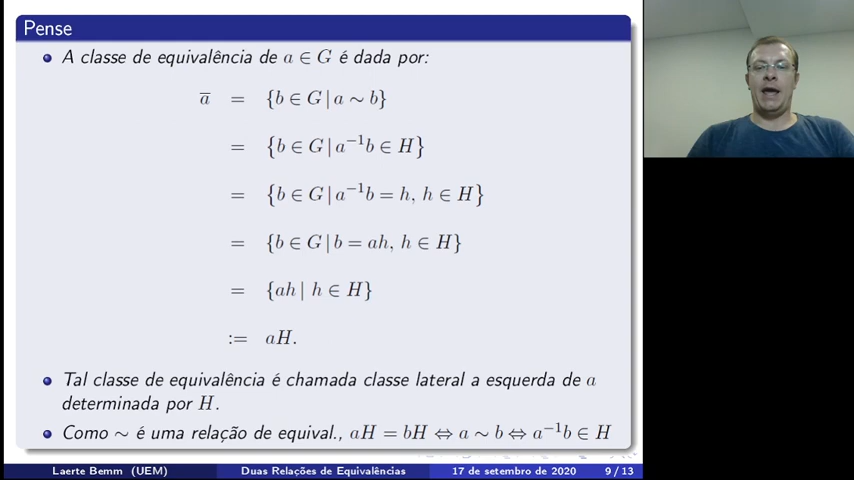 Pense
A classe de equivalência de a ∈ G é dada por:
a̅ = {b ∈ G | a ∼ b}
= {b ∈ G | a⁻¹b ∈ H}
= {b ∈ G | a⁻¹b = h, h ∈ H}
= {b ∈ G | b = ah, h ∈ H}
= {ah | h ∈ H}
:= aH.
Tal classe de equivalência é chamada classe lateral a esquerda de a
determinada por H.
Como ∼ é uma relação de equival., aH = bH ⇔ a ∼ b ⇔ a⁻¹b ∈ H
Laerte Bemm (UEM) Duas Relações de Equivalências 17 de setembro de 2020 9 / 13